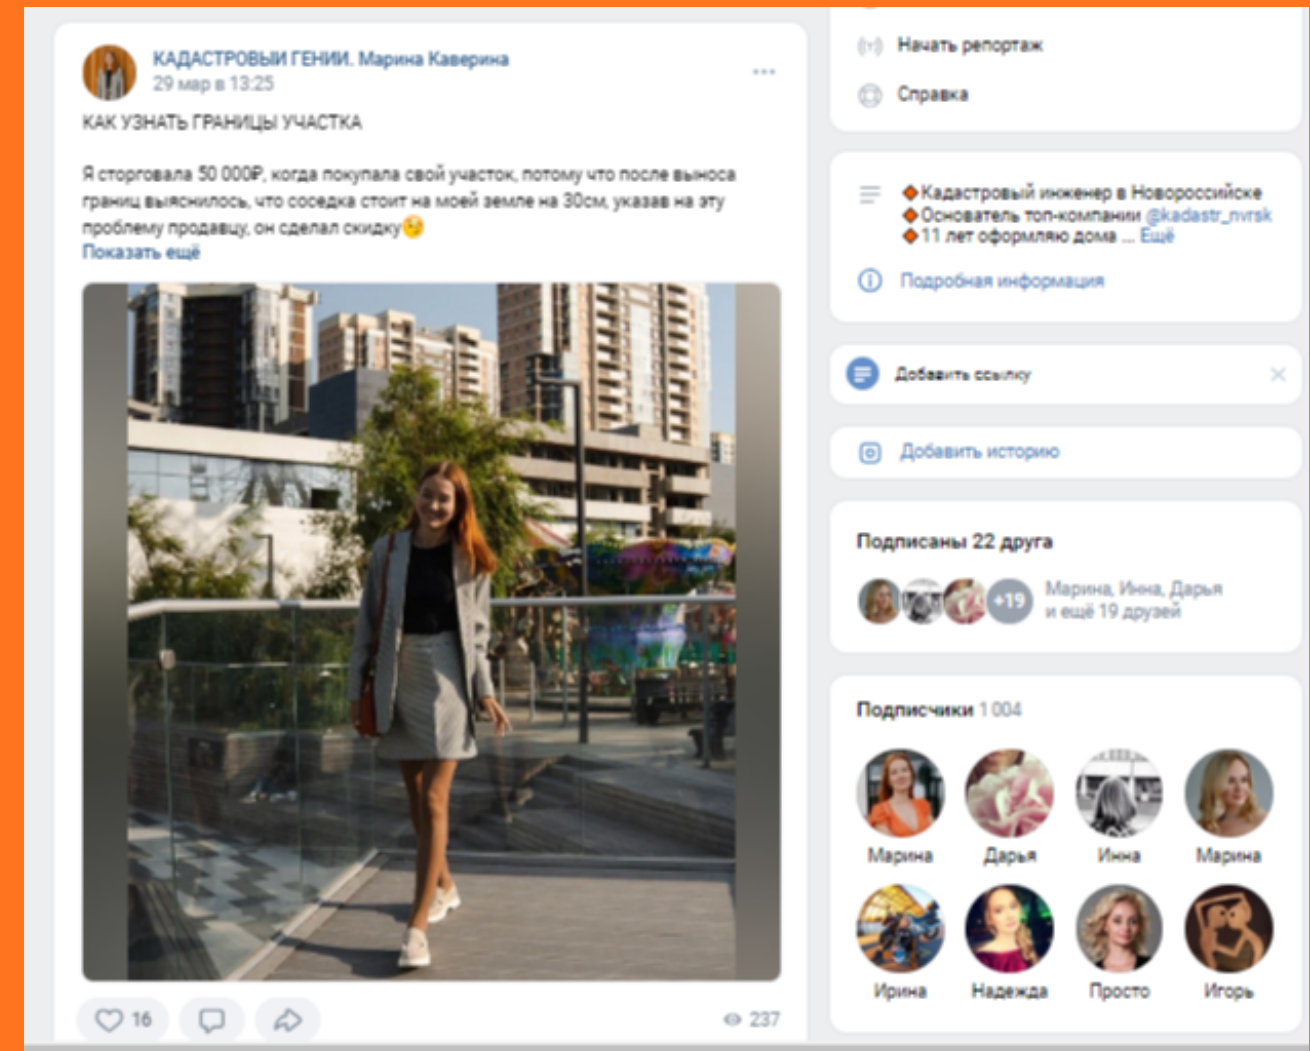 КАДАСТРОВЫЙ ГЕНИЙ. Марина Каверина
29 мар в 13:25
КАК УЗНАТЬ ГРАНИЦЫ УЧАСТКА
Я сторговала 50 000₽, когда покупала свой участок, потому что после выноса
границ выяснилось, что соседка стоит на моей земле на 30см, указав на эту
проблему продавцу, он сделал скидку
Показать ещё
16
237
Начать репортаж
Справка
Кадастровый инженер в Новороссийске
Основатель топ-компании @kadastr_nvrsk
11 лет оформляю дома ... Ещё
Подробная информация
Добавить ссылку
Добавить историю
Подписаны 22 друга
+19
Марина, Инна, Дарья
и ещё 19 друзей
Подписчики 1 004
Марина Дарья Инна Марина
Ирина Надежда Просто Игорь